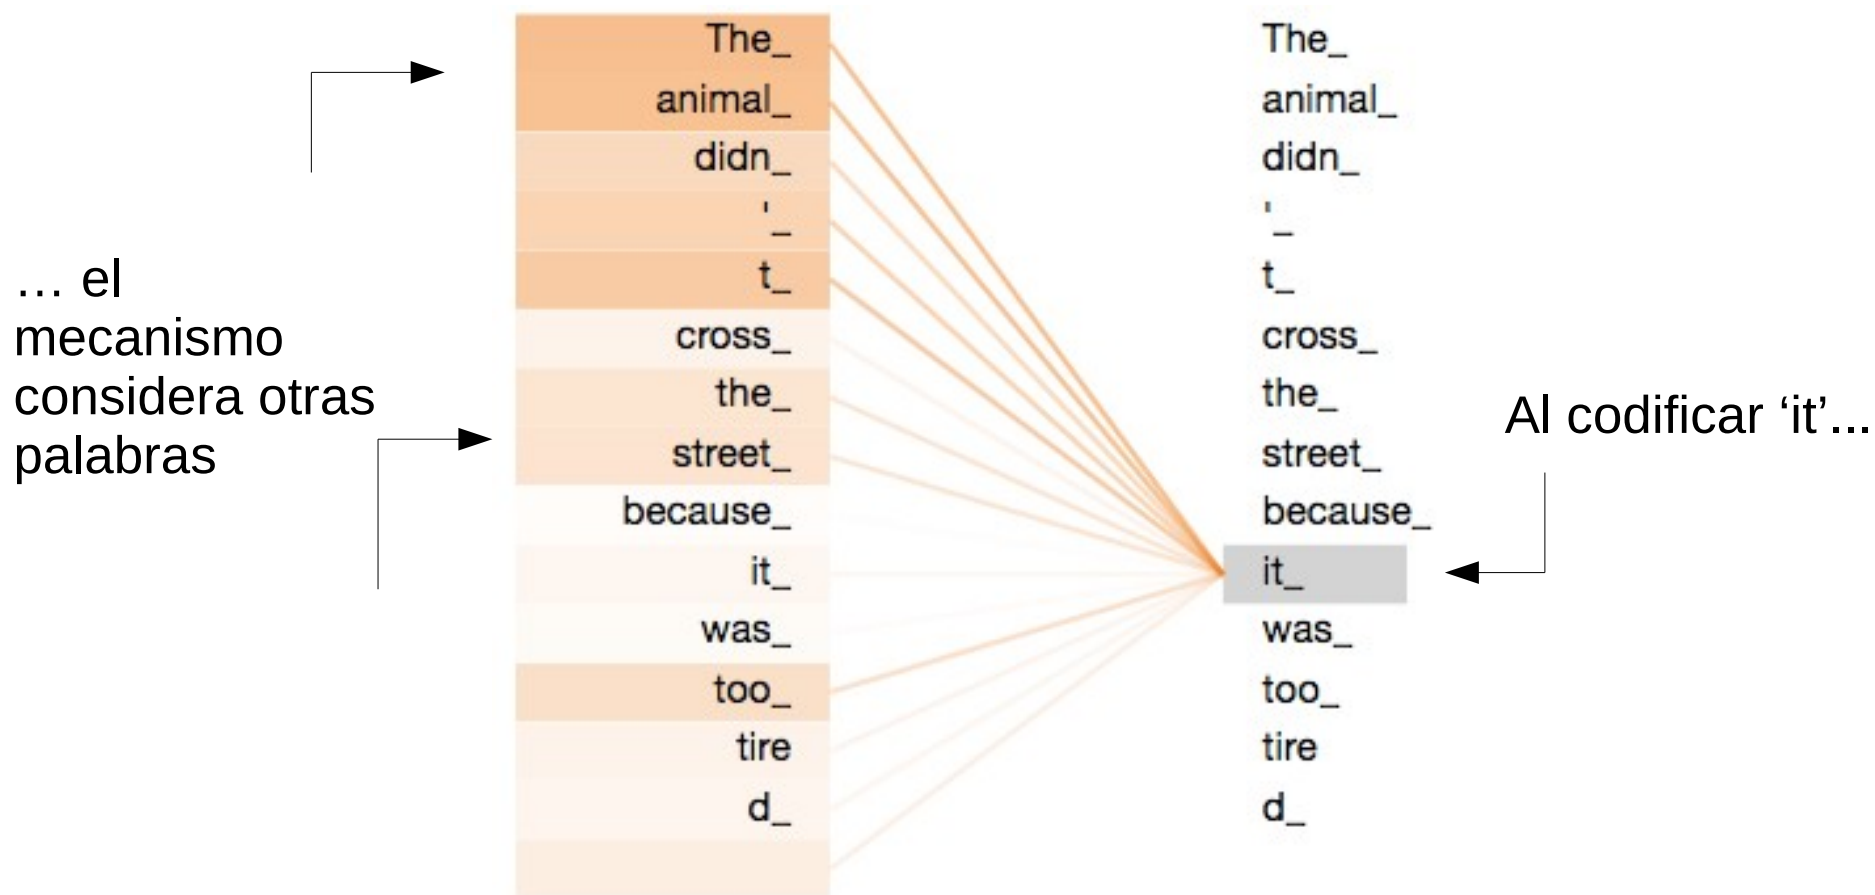 … el
mecanismo
considera otras
palabras
The_
animal_
didn_
'_
t_
cross_
the_
street_
because_
it_
was_
too_
tire
d_
The_
animal_
didn_
'_
t_
cross_
the_
street_
because_
it_
was_
too_
tire
d_
Al codificar ‘it’...